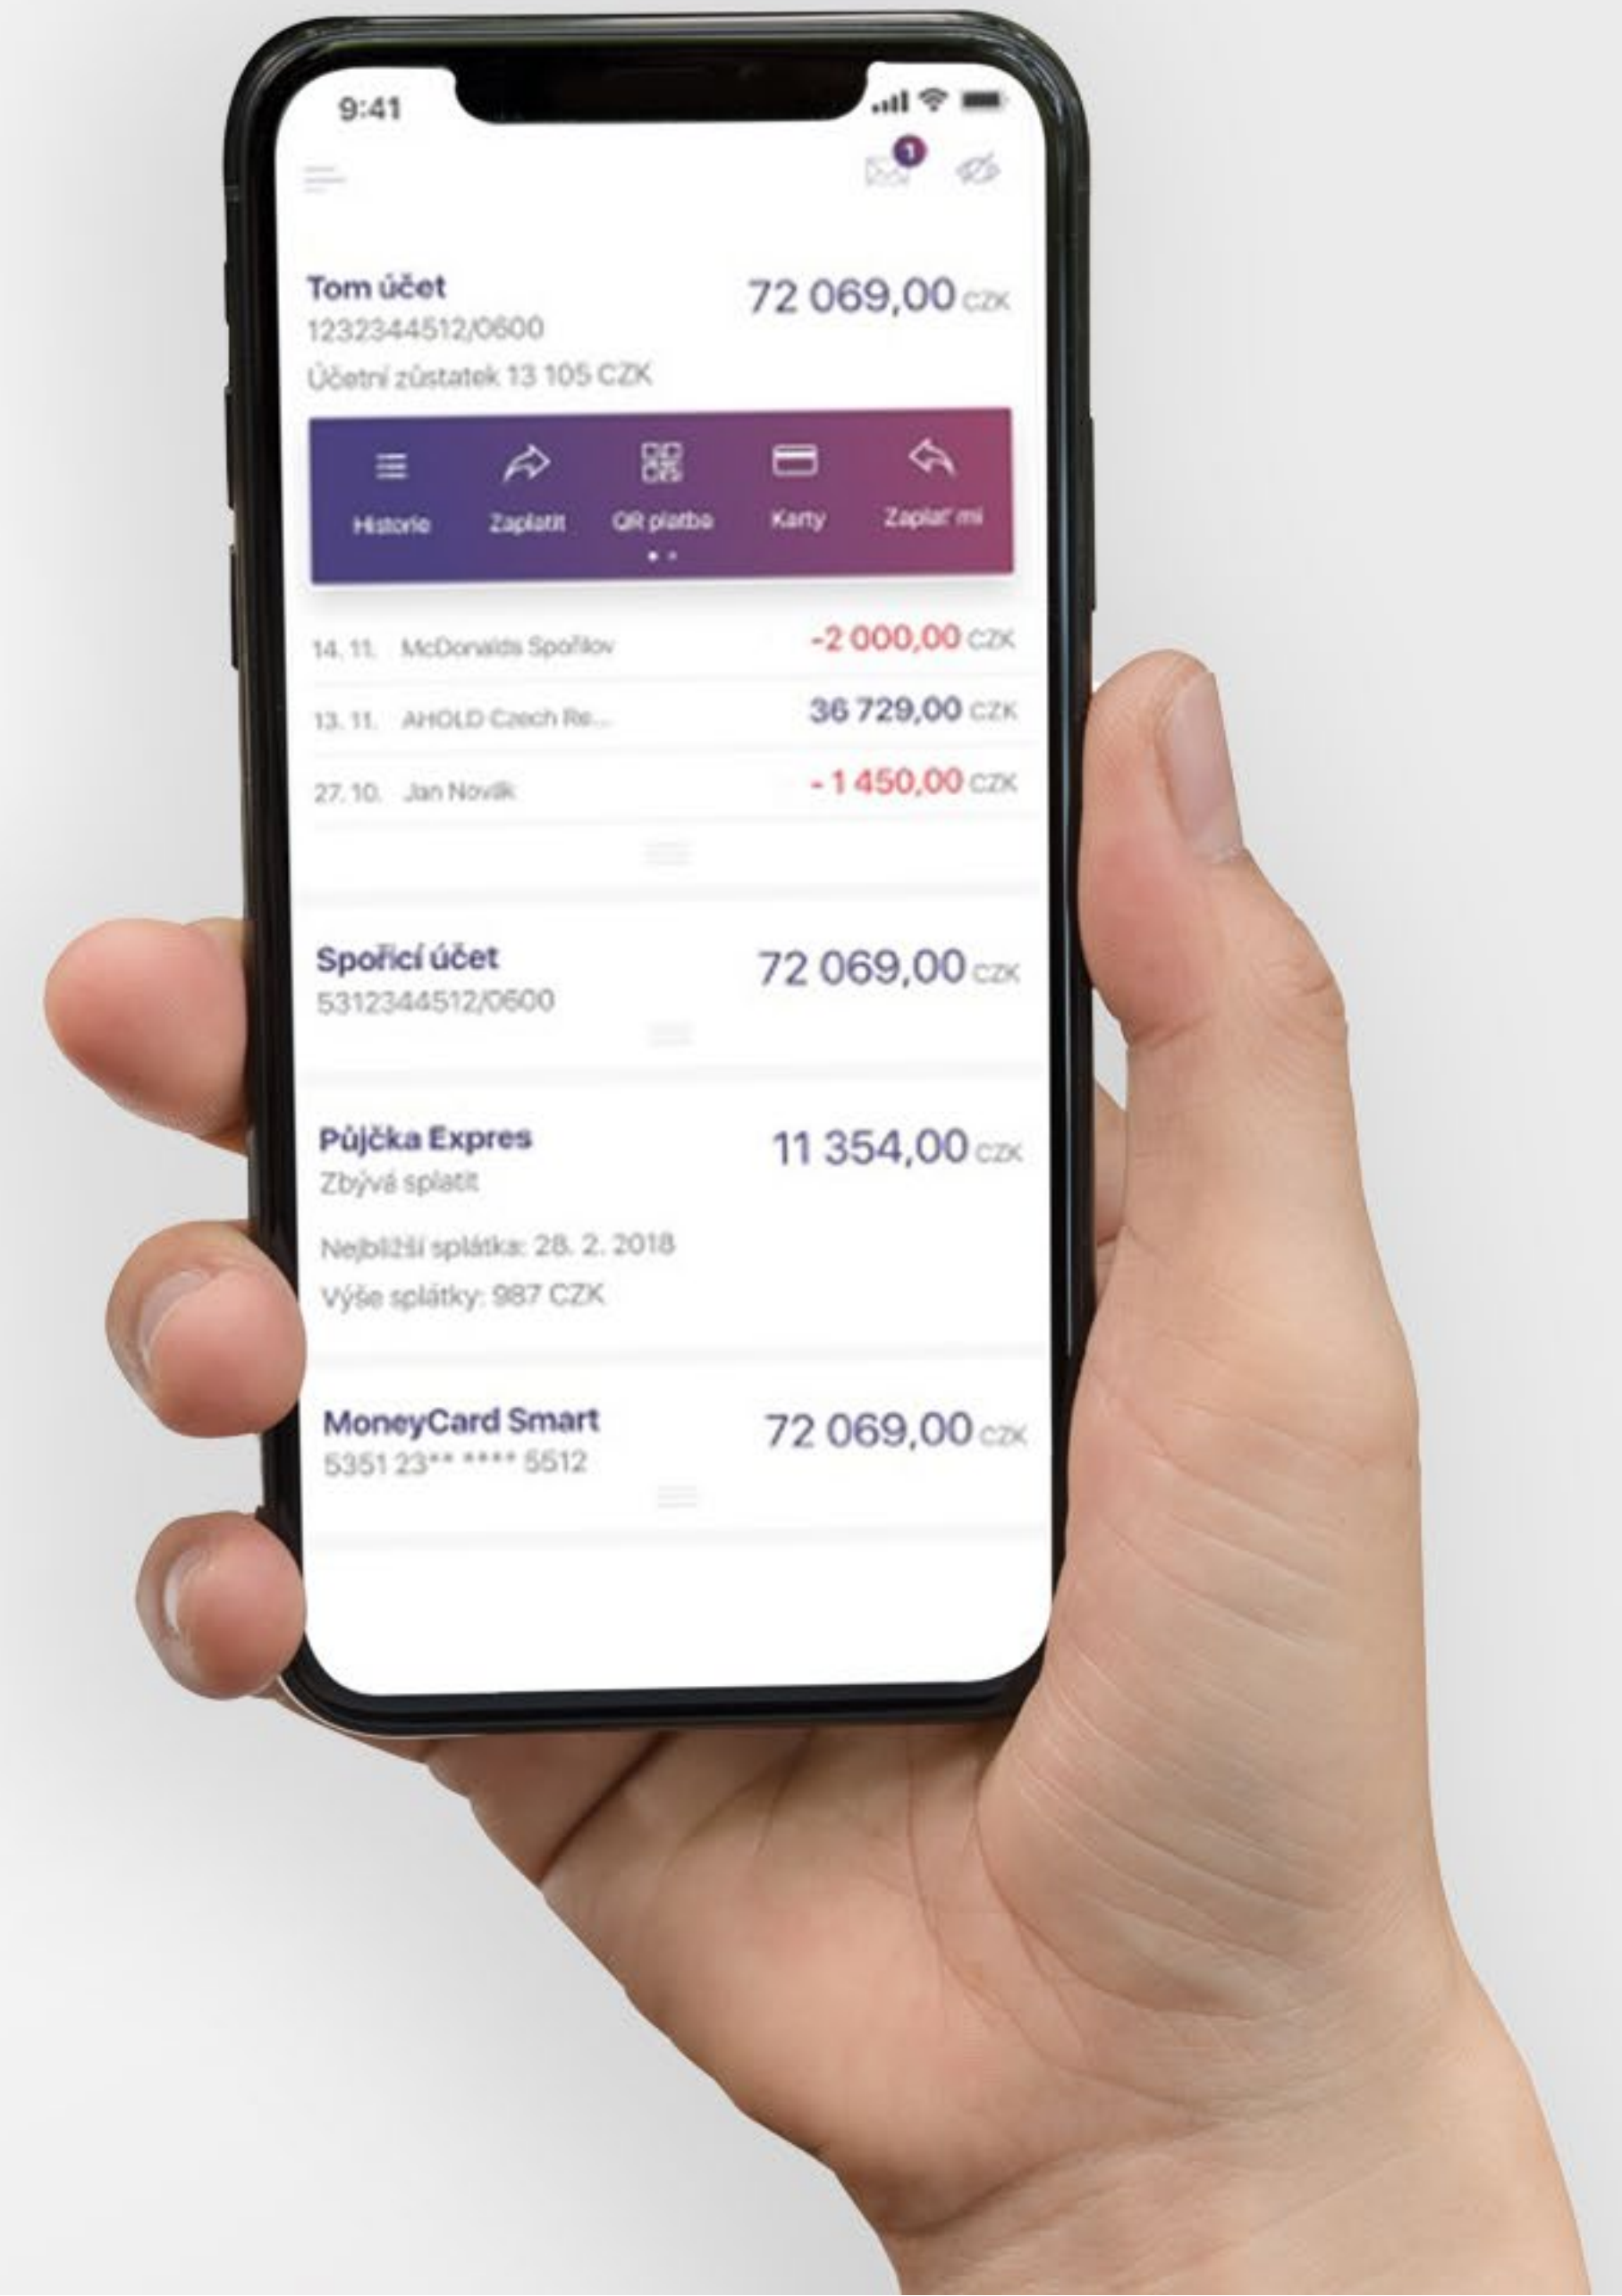 9:41
1
Tom účet
72 069,00 CZK
1232344512/0600
Účetní zůstatek 13 105 CZK
Historie
Zaplatit
QR platba
Karty
Zaplať mi
14. 11. McDonalds Spořilov -2 000,00 CZK
13. 11. AHOLD Czech Re... 36 729,00 CZK
27. 10. Jan Novák - 1 450,00 CZK
Spořicí účet
72 069,00 CZK
5312344512/0600
Půjčka Expres
11 354,00 CZK
Zbývá splatit
Nejbližší splátka: 28. 2. 2018
Výše splátky: 987 CZK
MoneyCard Smart
72 069,00 CZK
5351 23** **** 5512